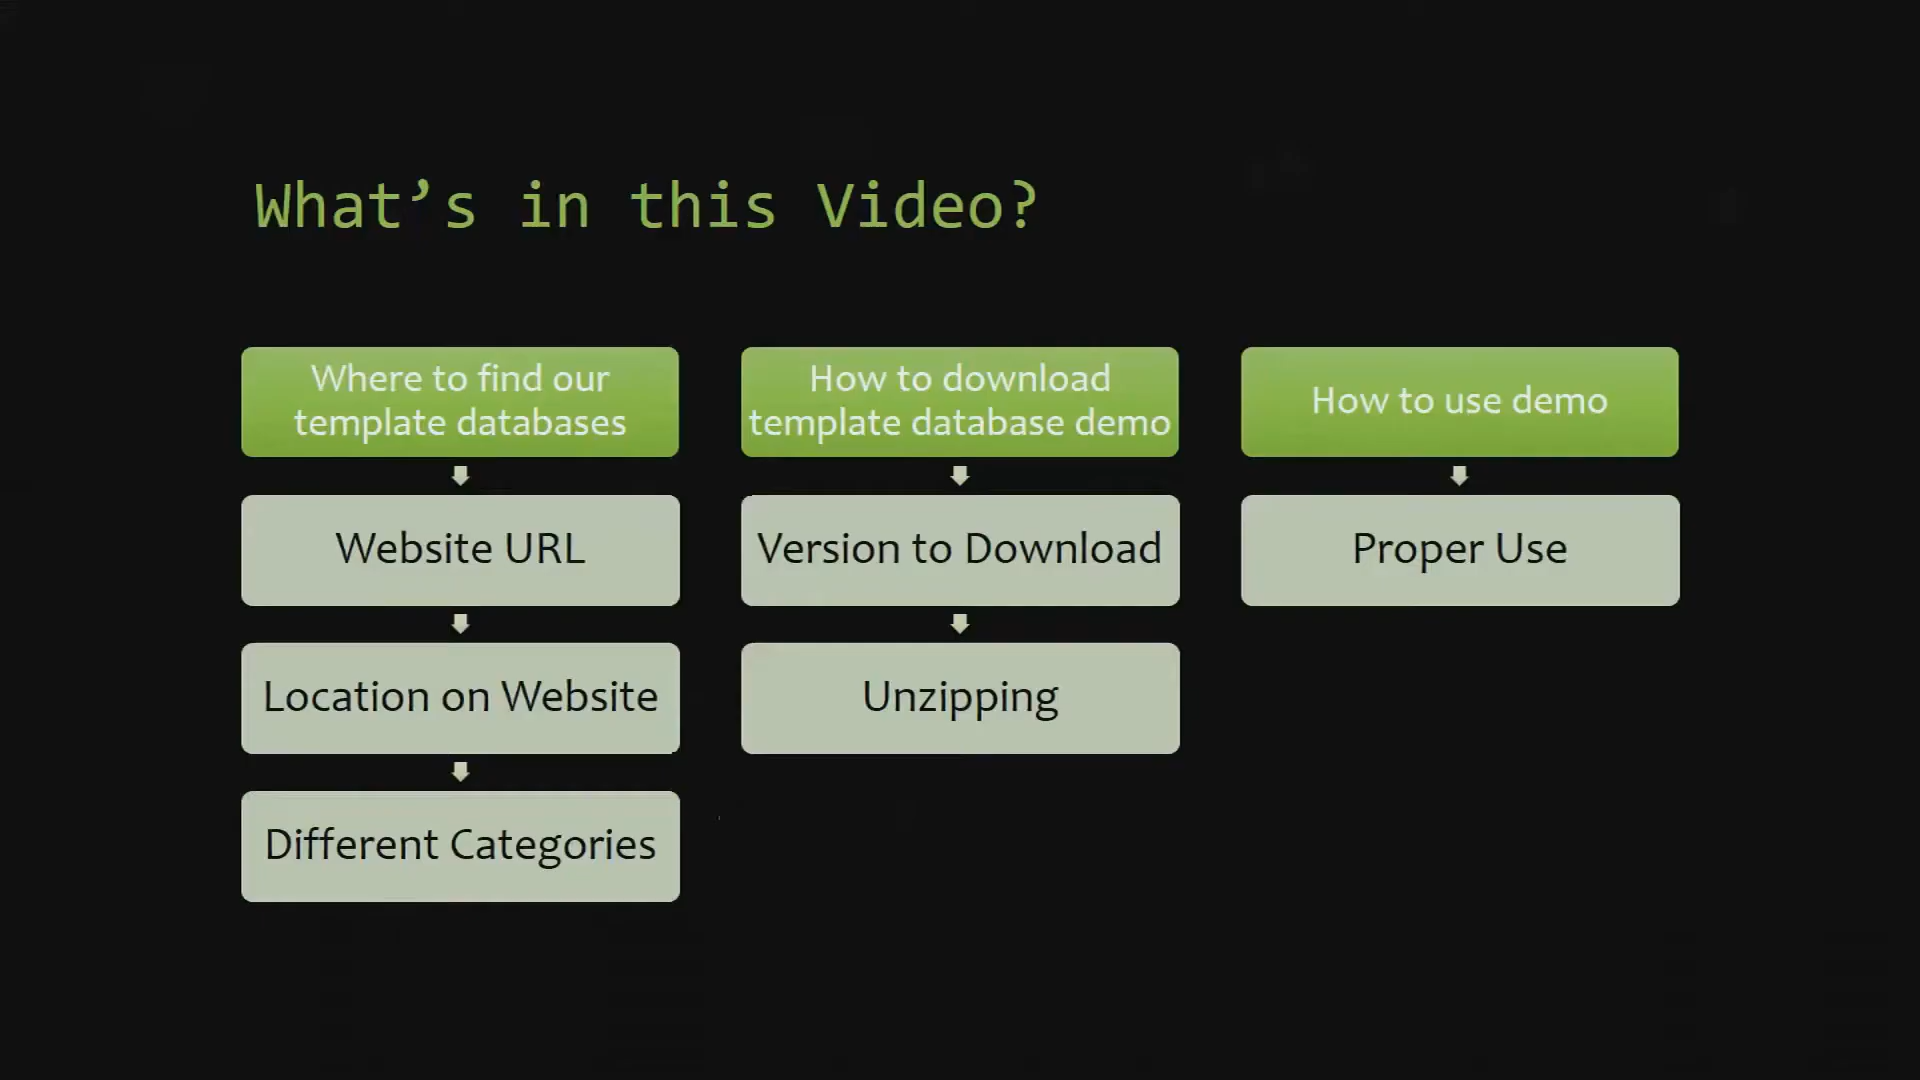 What’s in this Video?
Where to find our
template databases
Website URL
Location on Website
Different Categories
How to download
template database demo
Version to Download
Unzipping
How to use demo
Proper Use